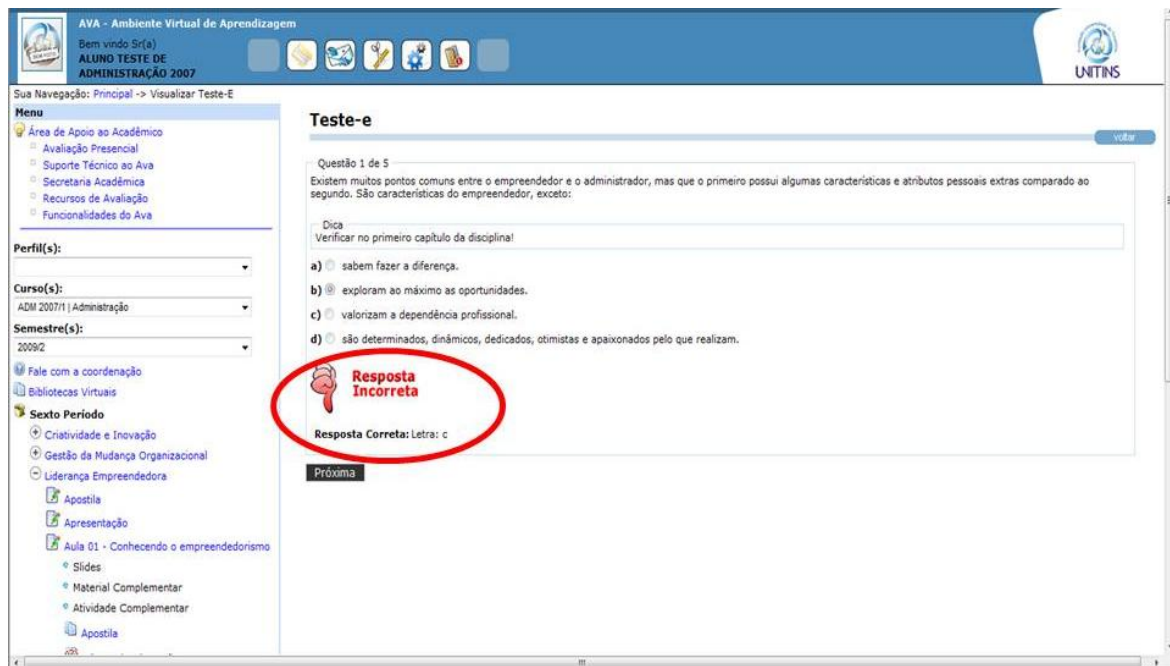 AVA - Ambiente Virtual de Aprendizagem
Bem vindo Sr(a)
ALUNO TESTE DE
ADMINISTRAÇÃO 2007
UNITINS
Sua Navegação: Principal -> Visualizar Teste-E
Menu
Área de Apoio ao Acadêmico
Avaliação Presencial
Suporte Técnico ao Ava
Secretaria Acadêmica
Recursos de Avaliação
Funcionalidades do Ava
Perfil(s):
Curso(s):
ADM 2007/1 | Administração
Semestre(s):
2009/2
Fale com a coordenação
Bibliotecas Virtuais
Sexto Período
Criatividade e Inovação
Gestão da Mudança Organizacional
Liderança Empreendedora
Apostila
Apresentação
Aula 01 - Conhecendo o empreendedorismo
Slides
Material Complementar
Atividade Complementar
Apostila
Teste-e
voltar
Questão 1 de 5
Existem muitos pontos comuns entre o empreendedor e o administrador, mas que o primeiro possui algumas características e atributos pessoais extras comparado ao
segundo. São características do empreendedor, exceto:
Dica
Verificar no primeiro capítulo da disciplina!
a) sabem fazer a diferença.
b) exploram ao máximo as oportunidades.
c) valorizam a dependência profissional.
d) são determinados, dinâmicos, dedicados, otimistas e apaixonados pelo que realizam.
Resposta
Incorreta
Resposta Correta: Letra: c
Próxima